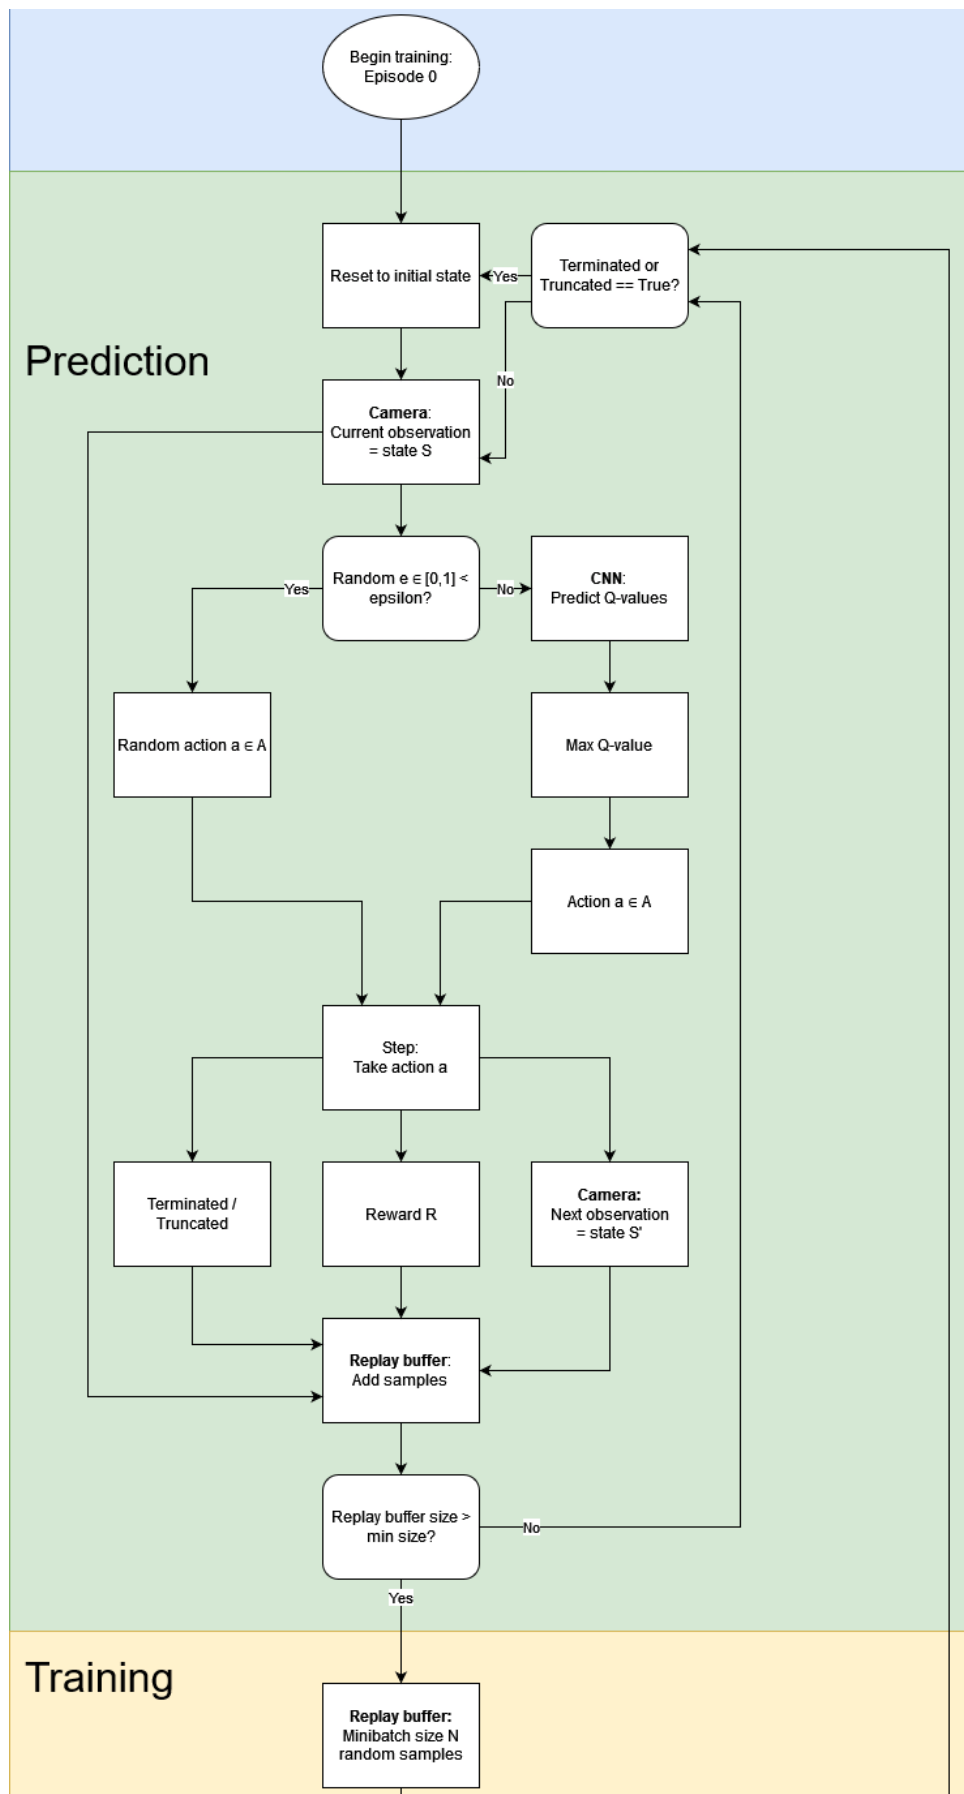 Begin training:
Episode 0
Reset to initial state
Yes
Terminated or
Truncated == True?
Prediction
No
Camera:
Current observation
= state S
Yes
Random e ∈ [0,1] <
epsilon?
No
CNN:
Predict Q-values
Random action a ∈ A
Max Q-value
Action a ∈ A
Step:
Take action a
Terminated /
Truncated
Reward R
Camera:
Next observation
= state S'
Replay buffer:
Add samples
Replay buffer size >
min size?
No
Yes
Training
Replay buffer:
Minibatch size N
random samples